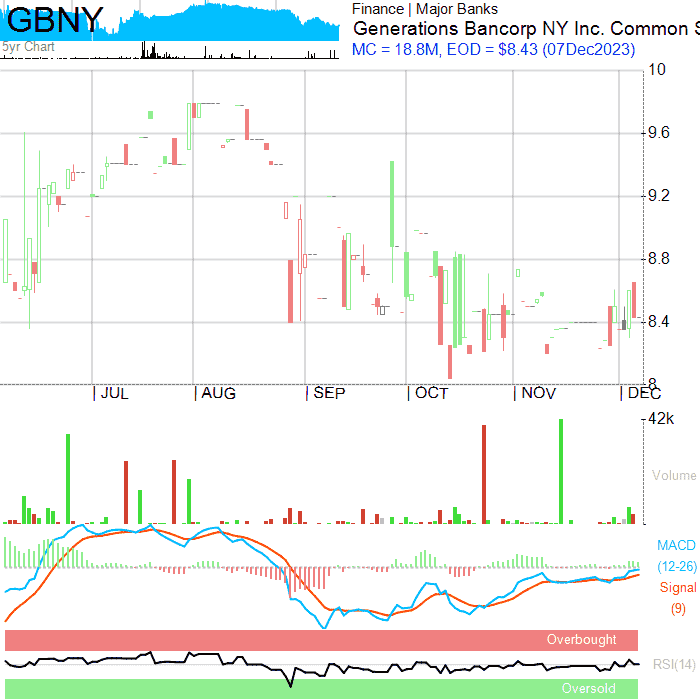 GBNY
5yr Chart
Finance | Major Banks
Generations Bancorp NY Inc. Common S
MC = 18.8M, EOD = $8.43 (07Dec2023)
10
9.6
9.2
8.8
8.4
8
JUL AUG SEP OCT NOV DEC
42k
Volume
MACD
(12-26)
Signal
(9)
Overbought
RSI(14)
Oversold